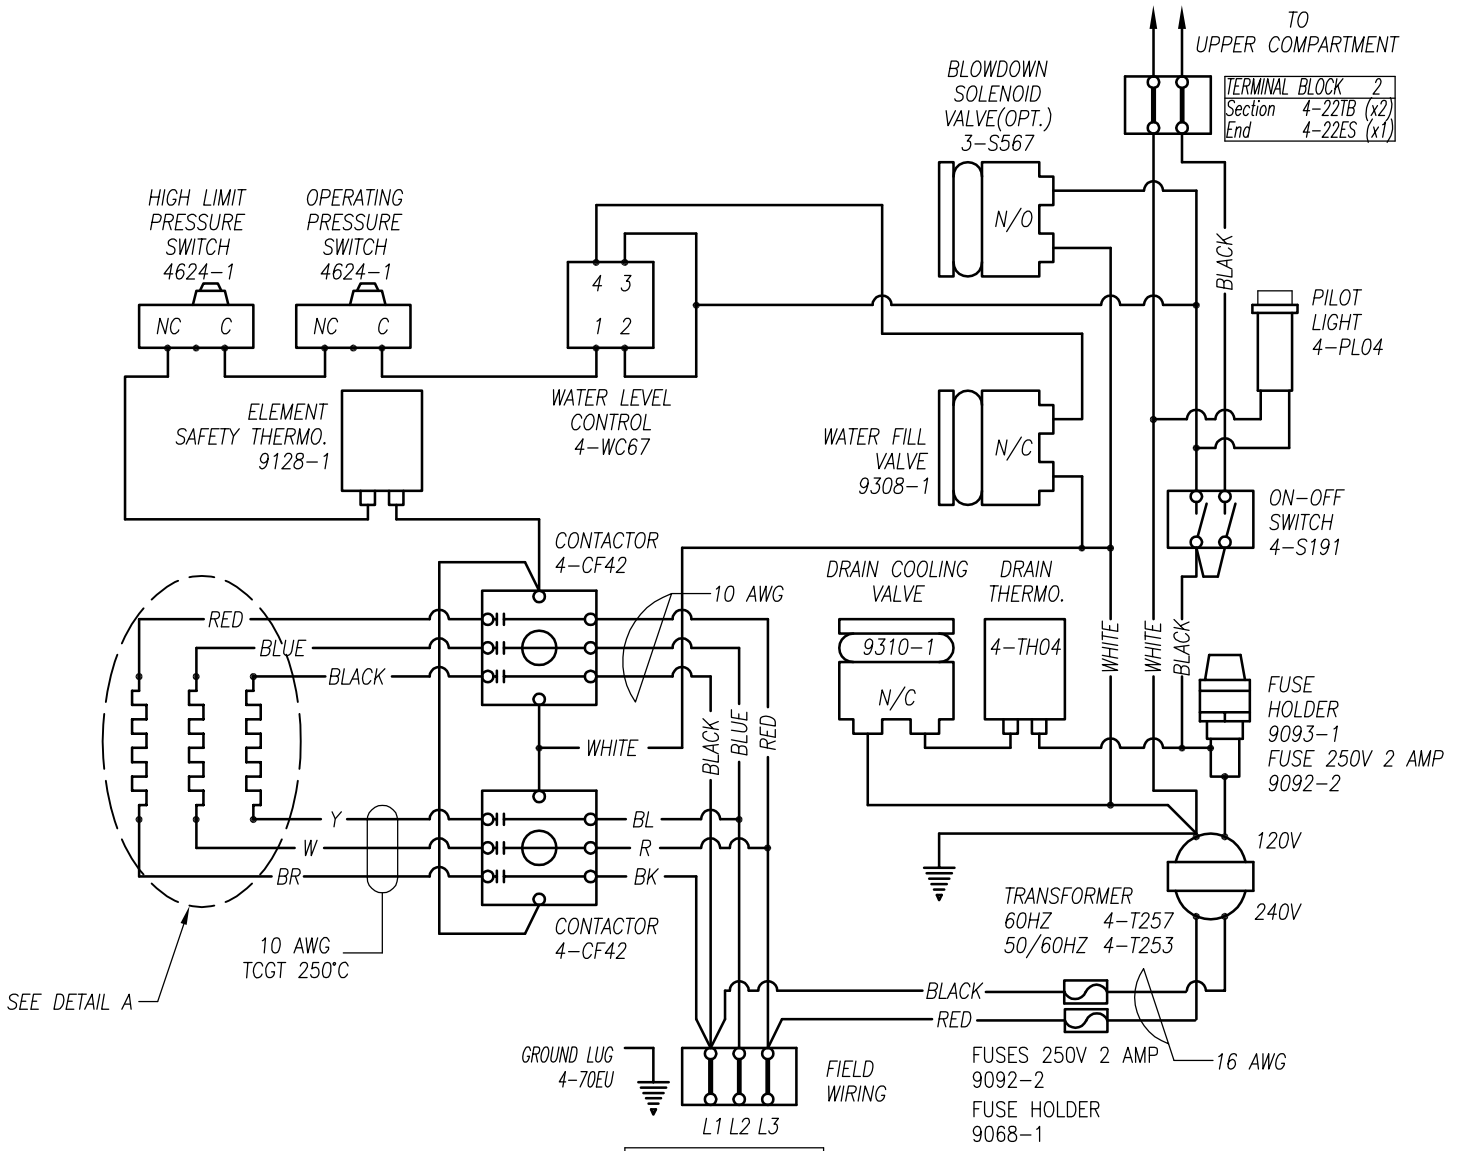 TO
UPPER COMPARTMENT
TERMINAL BLOCK 2
Section 4-22TB (x2)
End 4-22ES (x1)
BLOWDOWN
SOLENOID
VALVE(OPT.)
3-S567
N/O
HIGH LIMIT
PRESSURE
SWITCH
4624-1
NC C
OPERATING
PRESSURE
SWITCH
4624-1
NC C
4 3
1 2
WATER LEVEL
CONTROL
4-WC67
BLACK
PILOT
LIGHT
4-PL04
ELEMENT
SAFETY THERMO.
9128-1
WATER FILL
VALVE
9308-1
N/C
ON-OFF
SWITCH
4-S191
CONTACTOR
4-CF42
10 AWG
DRAIN COOLING
VALVE
9310-1
N/C
DRAIN
THERMO.
4-TH04
WHITE
WHITE
BLACK
RED
BLUE
BLACK
WHITE
BLACK
BLUE
RED
FUSE
HOLDER
9093-1
FUSE 250V 2 AMP
9092-2
Y
W
BR
BL
R
BK
120V
240V
TRANSFORMER
60HZ 4-T257
50/60HZ 4-T253
CONTACTOR
4-CF42
10 AWG
TCGT 250°C
SEE DETAIL A
BLACK
RED
16 AWG
FUSES 250V 2 AMP
9092-2
FUSE HOLDER
9068-1
GROUND LUG
4-70EU
FIELD
WIRING
L1 L2 L3